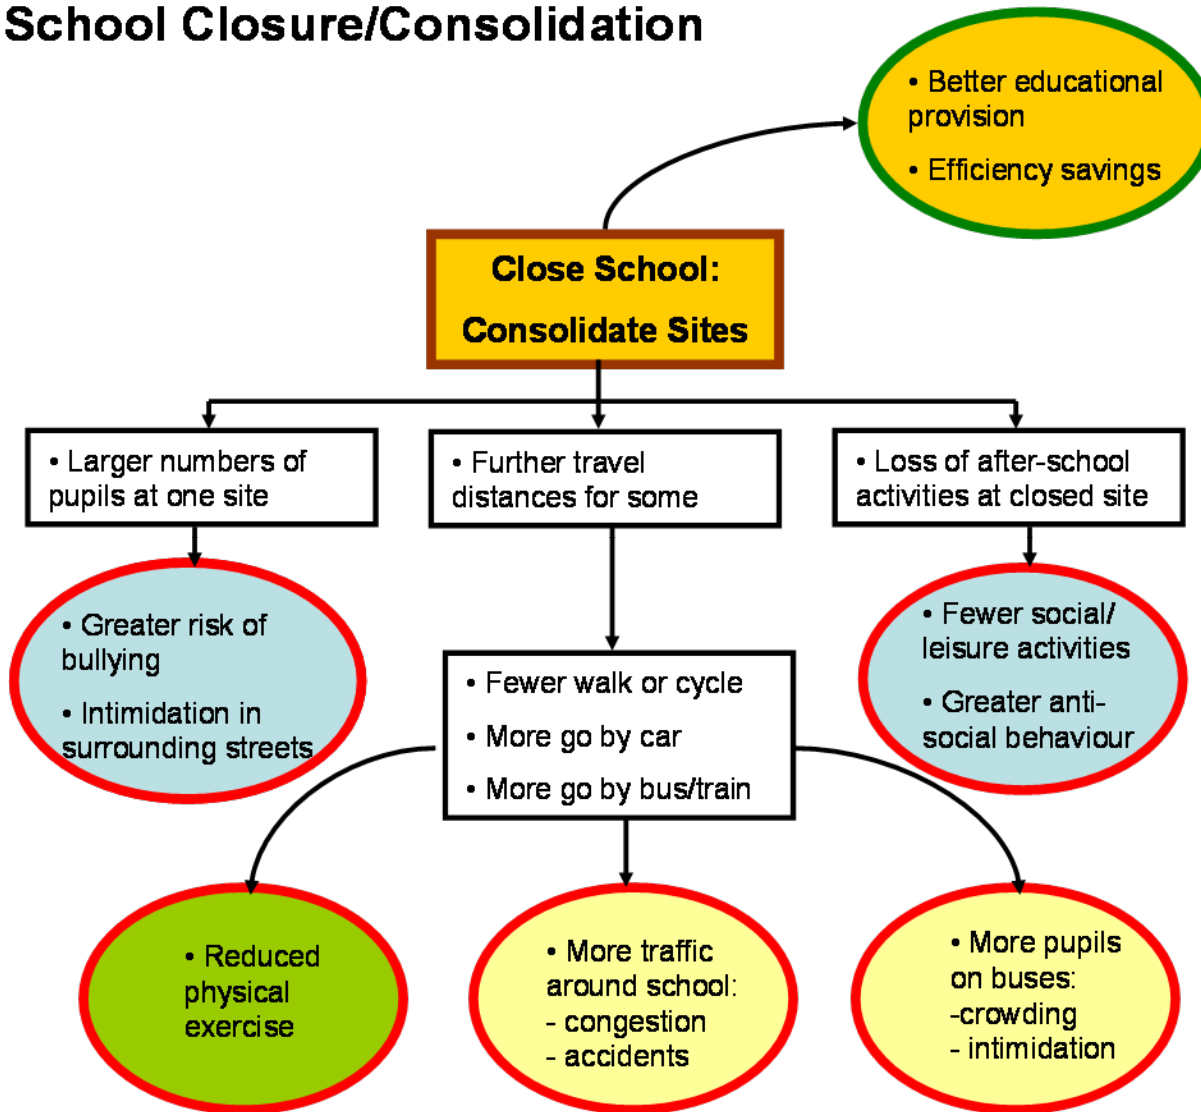 School Closure/Consolidation
• Better educational
provision
• Efficiency savings
Close School:
Consolidate Sites
• Larger numbers of
pupils at one site
• Further travel
distances for some
• Loss of after-school
activities at closed site
• Greater risk of
bullying
• Intimidation in
surrounding streets
• Fewer walk or cycle
• More go by car
• More go by bus/train
• Fewer social/
leisure activities
• Greater anti-
social behaviour
• Reduced
physical
exercise
• More traffic
around school:
- congestion
- accidents
• More pupils
on buses:
-crowding
- intimidation